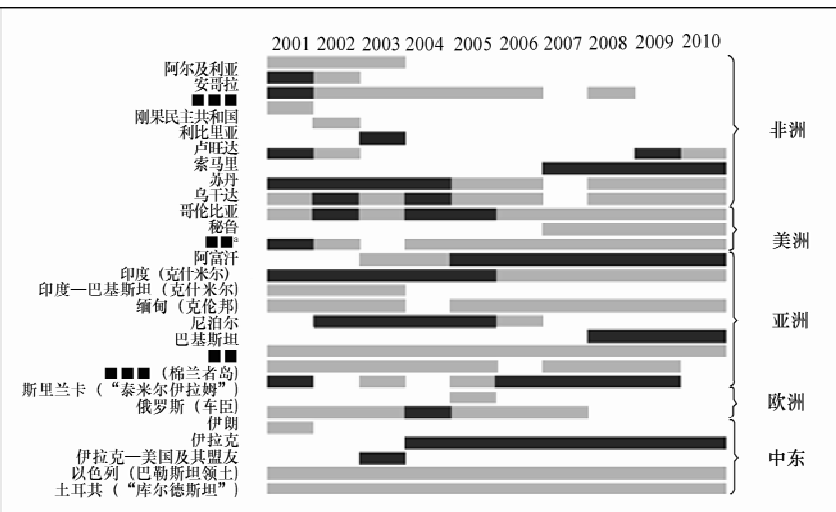 2001 2002 2003 2004 2005 2006 2007 2008 2009 2010
阿尔及利亚
安哥拉
■■■
刚果民主共和国
利比里亚
卢旺达
索马里
苏丹
乌干达
哥伦比亚
秘鲁
■■ª
阿富汗
印度（克什米尔）
印度—巴基斯坦（克什米尔）
缅甸（克伦邦）
尼泊尔
巴基斯坦
■■
■■■（棉兰者岛）
斯里兰卡（“泰米尔伊拉姆”）
俄罗斯（车臣）
伊朗
伊拉克
伊拉克—美国及其盟友
以色列（巴勒斯坦领土）
土耳其（“库尔德斯坦”）
非洲
美洲
亚洲
欧洲
中东